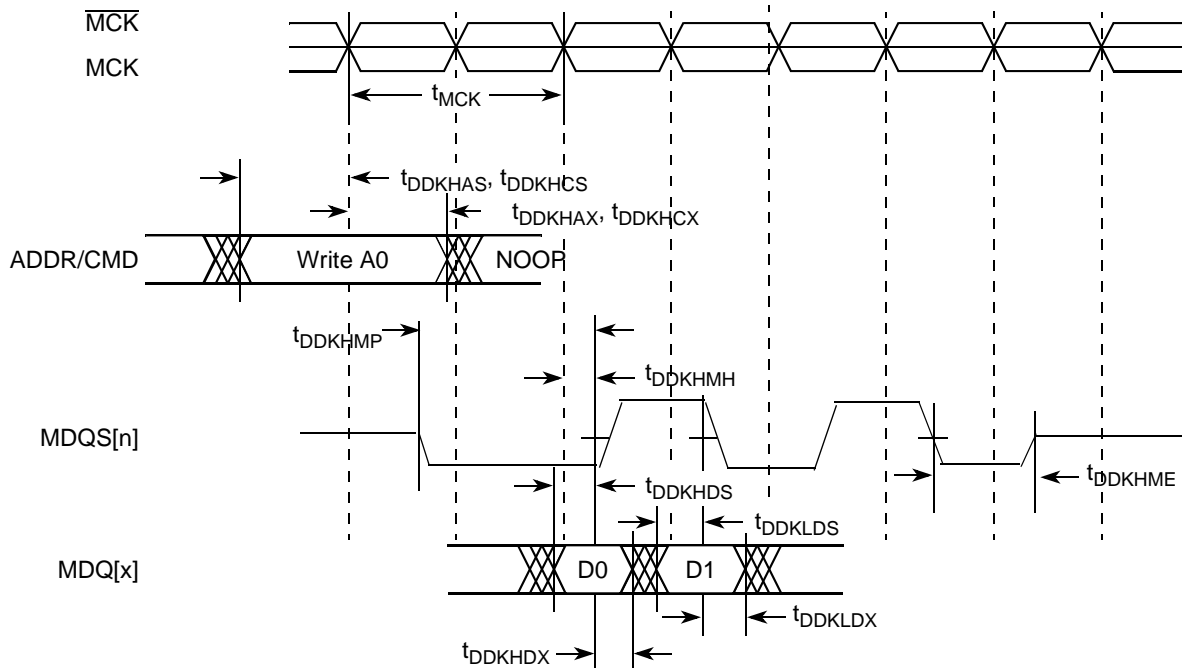 MCK
MCK
tMCK
tDDKHAS, tDDKHCS
tDDKHAX, tDDKHCX
ADDR/CMD
Write A0
NOOP
tDDKHMP
tDDKHMH
MDQS[n]
tDDKHDS
tDDKHME
tDDKLDS
MDQ[x]
D0
D1
tDDKLDX
tDDKHDX